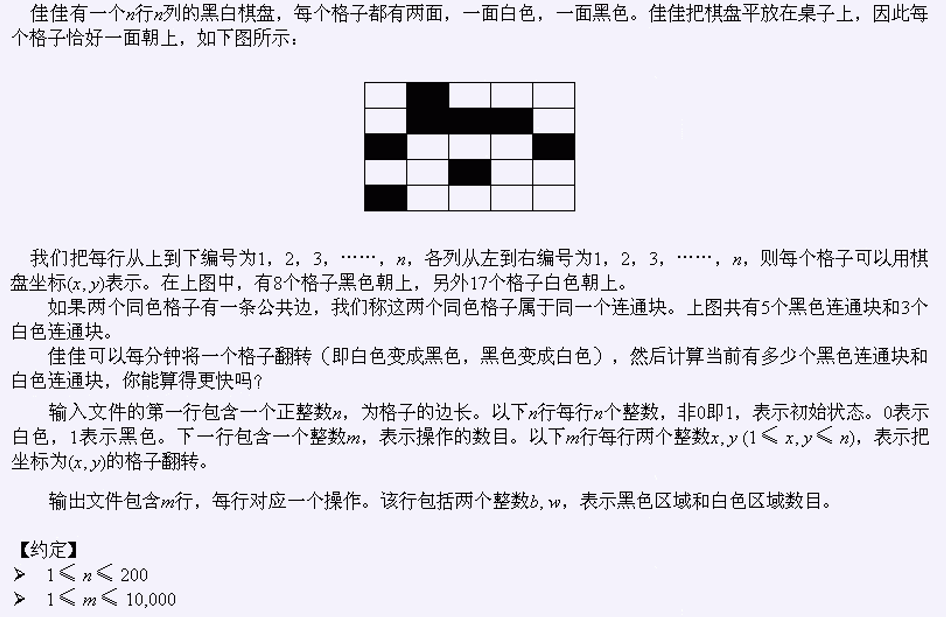 佳佳有一个n行n列的黑白棋盘，每个格子都有两面，一面白色，一面黑色。佳佳把棋盘平放在桌子上，因此每
个格子恰好一面朝上，如下图所示：
我们把每行从上到下编号为1，2，3，……，n，各列从左到右编号为1，2，3，……，n，则每个格子可以用棋
盘坐标(x, y)表示。在上图中，有8个格子黑色朝上，另外17个格子白色朝上。
如果两个同色格子有一条公共边，我们称这两个同色格子属于同一个连通块。上图共有5个黑色连通块和3个
白色连通块。
佳佳可以每分钟将一个格子翻转（即白色变成黑色，黑色变成白色），然后计算当前有多少个黑色连通块和
白色连通块，你能算得更快吗？
输入文件的第一行包含一个正整数n，为格子的边长。以下n行每行n个整数，非0即1，表示初始状态。0表示
白色，1表示黑色。下一行包含一个整数m，表示操作的数目。以下m行每行两个整数x, y (1≤ x, y≤ n)，表示把
坐标为(x, y)的格子翻转。
输出文件包含m行，每行对应一个操作。该行包括两个整数b, w，表示黑色区域和白色区域数目。
【约定】
➢ 1≤ n≤ 200
➢ 1≤ m≤ 10,000